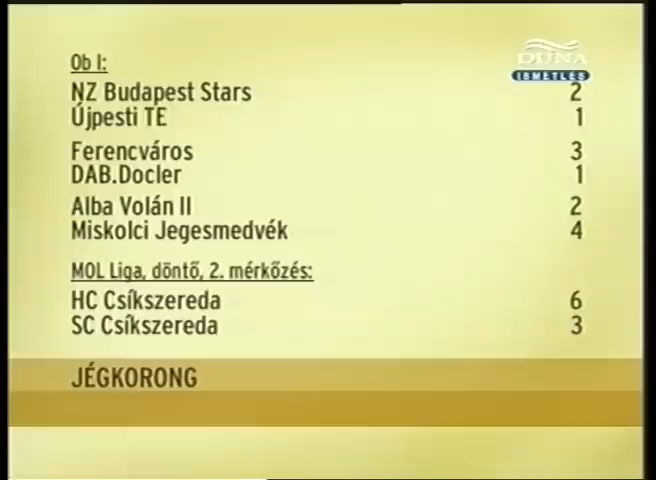 DUNA
ISMÉTLÉS
Ob I:
NZ Budapest Stars 2
Újpesti TE 1
Ferencváros 3
DAB.Docler 1
Alba Volán II 2
Miskolci Jegesmedvék 4
MOL Liga, döntő, 2. mérkőzés:
HC Csíkszereda 6
SC Csíkszereda 3
JÉGKORONG